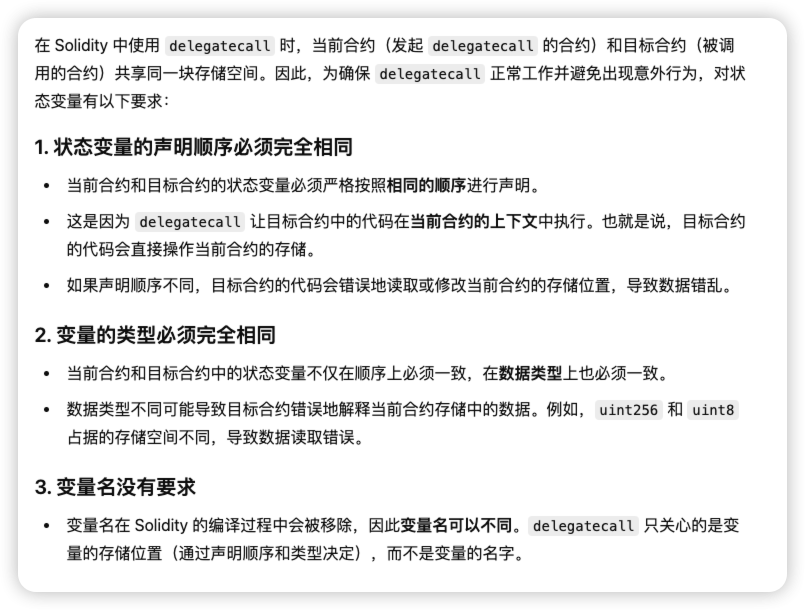 在 Solidity 中使用 delegatecall 时，当前合约（发起 delegatecall 的合约）和目标合约（被调
用的合约）共享同一块存储空间。因此，为确保 delegatecall 正常工作并避免出现意外行为，对状
态变量有以下要求：
1. 状态变量的声明顺序必须完全相同
• 当前合约和目标合约的状态变量必须严格按照相同的顺序进行声明。
• 这是因为 delegatecall 让目标合约中的代码在当前合约的上下文中执行。也就是说，目标合约
的代码会直接操作当前合约的存储。
• 如果声明顺序不同，目标合约的代码会错误地读取或修改当前合约的存储位置，导致数据错乱。
2. 变量的类型必须完全相同
• 当前合约和目标合约中的状态变量不仅在顺序上必须一致，在数据类型上也必须一致。
• 数据类型不同可能导致目标合约错误地解释当前合约存储中的数据。例如， uint256 和 uint8
占据的存储空间不同，导致数据读取错误。
3. 变量名没有要求
• 变量名在 Solidity 的编译过程中会被移除，因此变量名可以不同。 delegatecall 只关心的是变
量的存储位置（通过声明顺序和类型决定），而不是变量的名字。